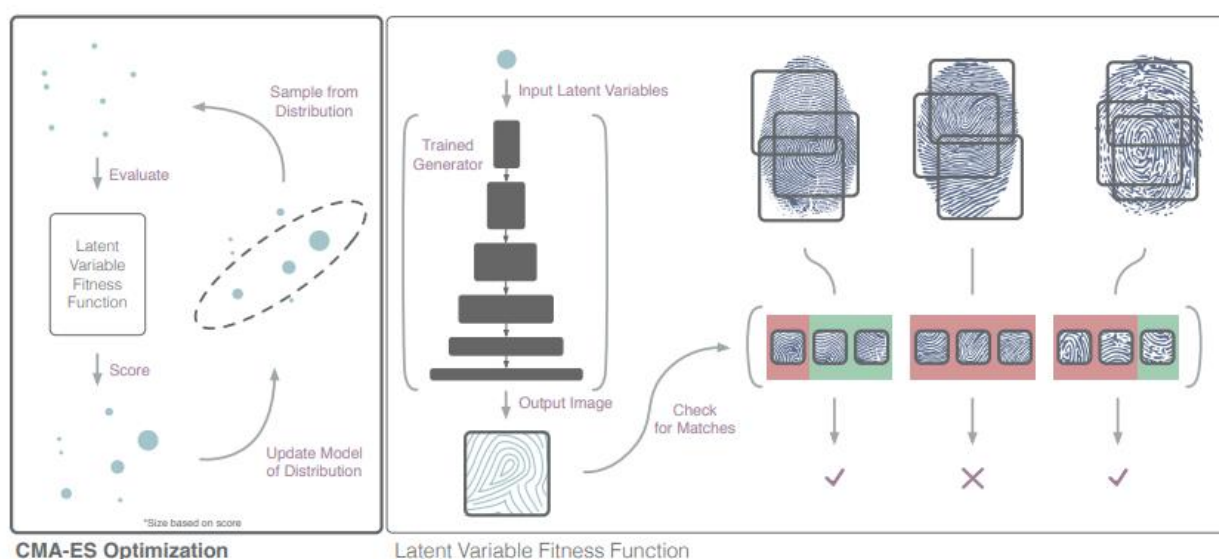 Sample from
Distribution
Evaluate
Latent
Variable
Fitness
Function
Score
Update Model
of Distribution
*Size based on score
CMA-ES Optimization
Input Latent Variables
Trained
Generator
Output Image
Check
for Matches
Latent Variable Fitness Function